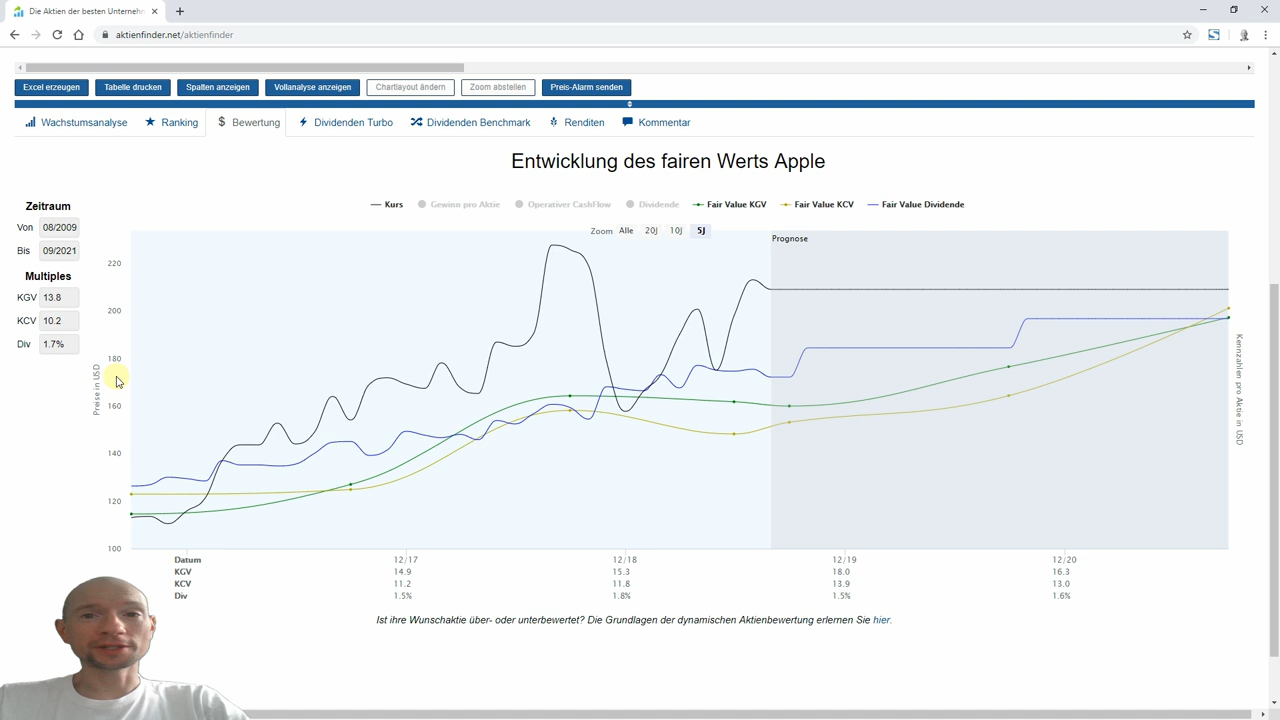 Die Aktien der besten Unternehm
aktienfinder.net/aktienfinder
Excel erzeugen
Tabelle drucken
Spalten anzeigen
Vollanalyse anzeigen
Chartlayout ändern
Zoom abstellen
Preis-Alarm senden
Wachstumsanalyse
Ranking
$ Bewertung
Dividenden Turbo
Dividenden Benchmark
Renditen
Kommentar
Entwicklung des fairen Werts Apple
Zeitraum
Von 08/2009
Bis 09/2021
Multiples
KGV 13.8
KCV 10.2
Div 1.7%
Kurs
Gewinn pro Aktie
Operativer CashFlow
Dividende
Fair Value KGV
Fair Value KCV
Fair Value Dividende
Zoom Alle 20J 10J 5J
Prognose
Preise in USD
220
200
180
160
140
120
100
Kennzahlen pro Aktie in USD
Datum 12/17 12/18 12/19 12/20
KGV 14.9 15.3 18.0 16.3
KCV 11.2 11.8 13.9 13.0
Div 1.5% 1.8% 1.5% 1.6%
Ist ihre Wunschaktie über- oder unterbewertet? Die Grundlagen der dynamischen Aktienbewertung erlernen Sie hier.